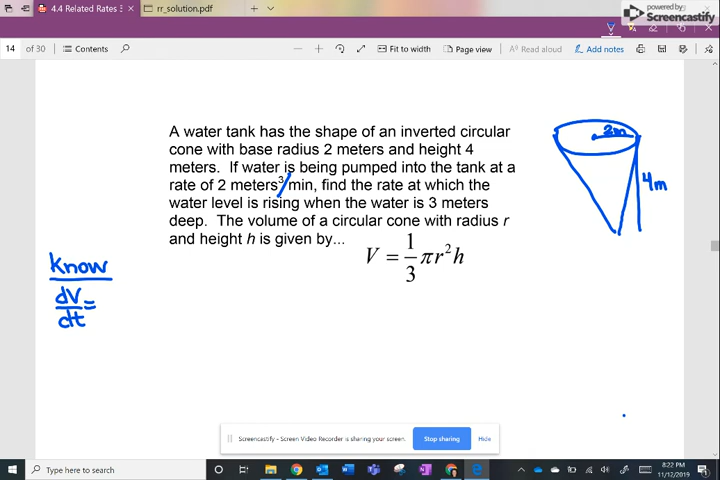 4.4 Related Rates
rr_solution.pdf
powered by
Screencastify
14 of 30
Contents
Fit to width
Page view
Read aloud
Add notes
A water tank has the shape of an inverted circular
cone with base radius 2 meters and height 4
meters. If water is being pumped into the tank at a
rate of 2 meters³/min, find the rate at which the
water level is rising when the water is 3 meters
deep. The volume of a circular cone with radius r
and height h is given by...
V = 1/3 πr²h
2m
4m
Know
dV/dt =
Screencastify - Screen Video Recorder is sharing your screen.
Stop sharing
Hide
Type here to search
8:22 PM
11/12/2019